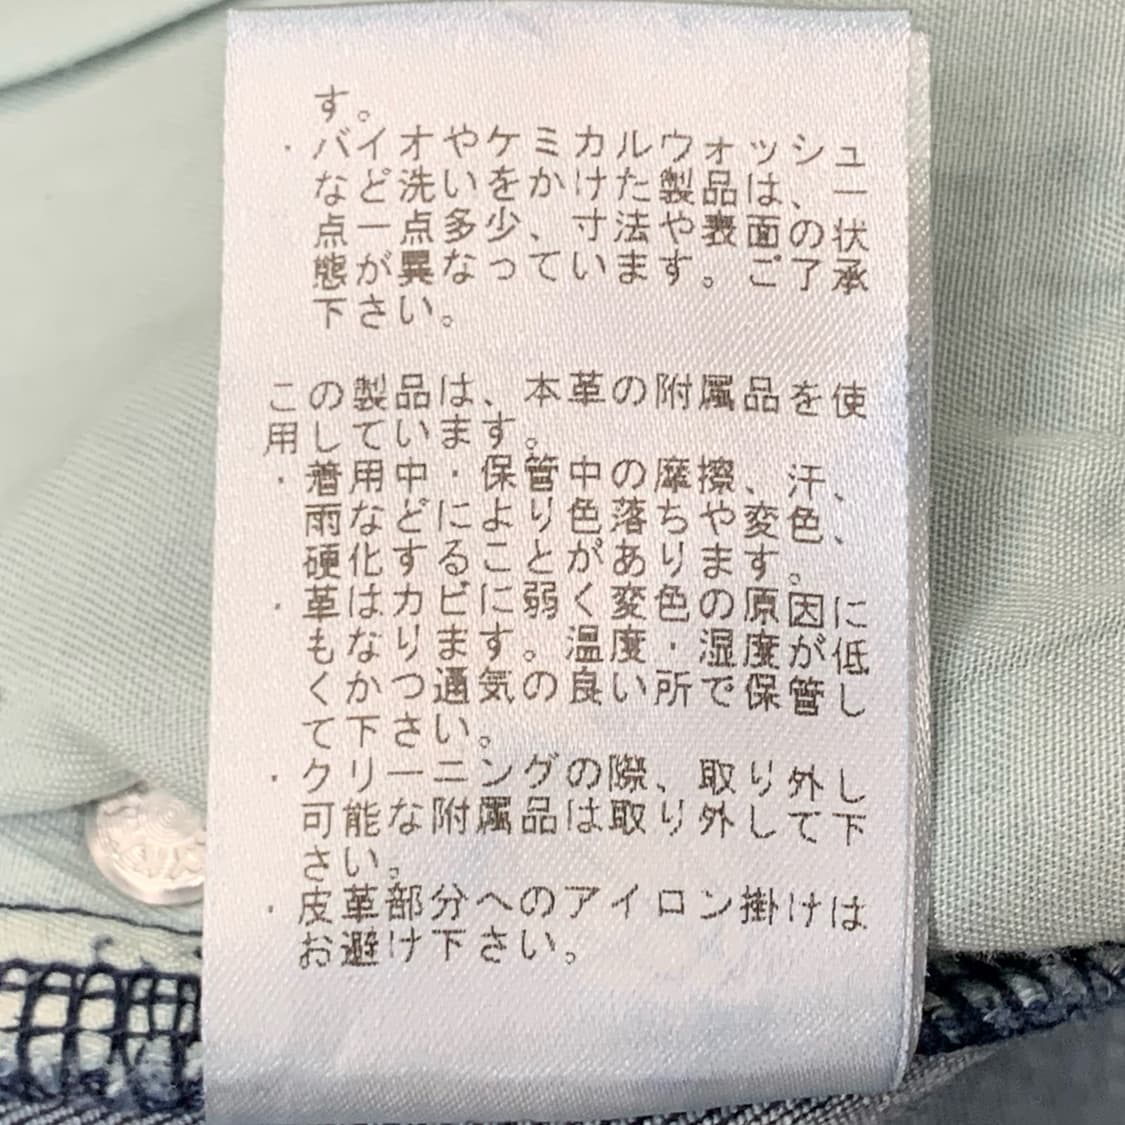 す。
・バイオやケミカルウォッシュ
など洗いをかけた製品は、一
点一点多少、寸法や表面の状
態が異なっています。ご了承
下さい。
この製品は、本革の附属品を使
用しています。
・着用中・保管中の摩擦、汗、
雨などにより色落ちや変色、
硬化することがあります。
・革はカビに弱く変色の原因に
もなります。温度・湿度が低
くかつ通気の良い所で保管し
て下さい。
・クリーニングの際、取り外し
可能な附属品は取り外して下
さい。
・皮革部分へのアイロン掛けは
お避け下さい。